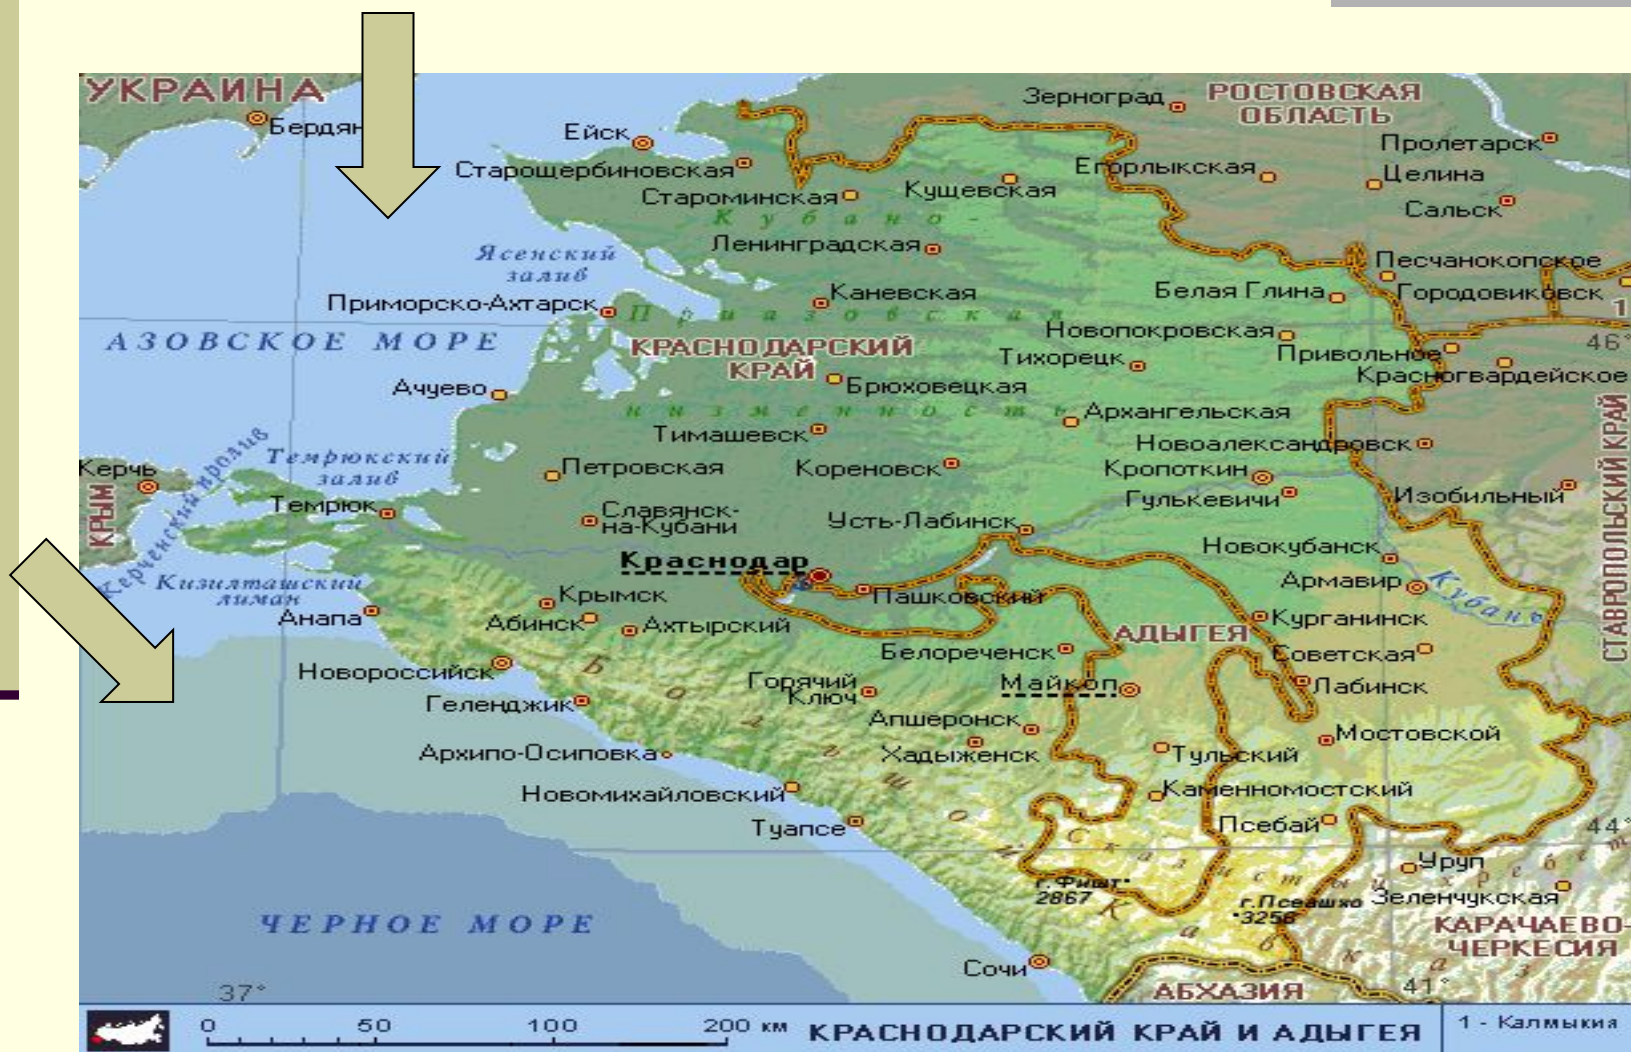 УКРАИНА
Бердян
Ейск
Зерноград
РОСТОВСКАЯ
ОБЛАСТЬ
Пролетарск
Старощербиновская
Егорлыкская
Целина
Староминская
Кущевская
Сальск
Кубано-
Ленинградская
Ясенский
залив
Песчанокопское
Приморско-Ахтарск
Каневская
Белая Глина
Городовиковск
1
Приазовская
АЗОВСКОЕ МОРЕ
Новопокровская
46°
КРАСНОДАРСКИЙ
КРАЙ
Тихорецк
Привольное
Красногвардейское
Ачуево
Брюховецкая
низменность
Архангельская
Тимашевск
Новоалександровск
СТАВРОПОЛЬСКИЙ КРАЙ
Керчь
Керченский пролив
Темрюкский
залив
Петровская
Кореновск
Кропоткин
КРЫМ
Темрюк
Славянск-
на-Кубани
Усть-Лабинск
Гулькевичи
Изобильный
Краснодар
Новокубанск
Кизилташский
лиман
Крымск
Пашковский
Армавир
Кубань
Анапа
Абинск
Ахтырский
АДЫГЕЯ
Курганинск
Белореченск
Советская
Новороссийск
Горячий
Ключ
Майкоп
Лабинск
Геленджик
Апшеронск
Мостовской
Архипо-Осиповка
Хадыженск
Тульский
Новомихайловский
Каменномостский
Туапсе
Псебай
44°
Большой Кавказ
Скалистый хребет
Уруп
г.Фишт
2867
г.Псеашхо
3256
Зеленчукская
ЧЕРНОЕ МОРЕ
КАРАЧАЕВО-
ЧЕРКЕСИЯ
Сочи
АБХАЗИЯ
37°
41°
0 50 100 200 км
КРАСНОДАРСКИЙ КРАЙ И АДЫГЕЯ
1 - Калмыкия